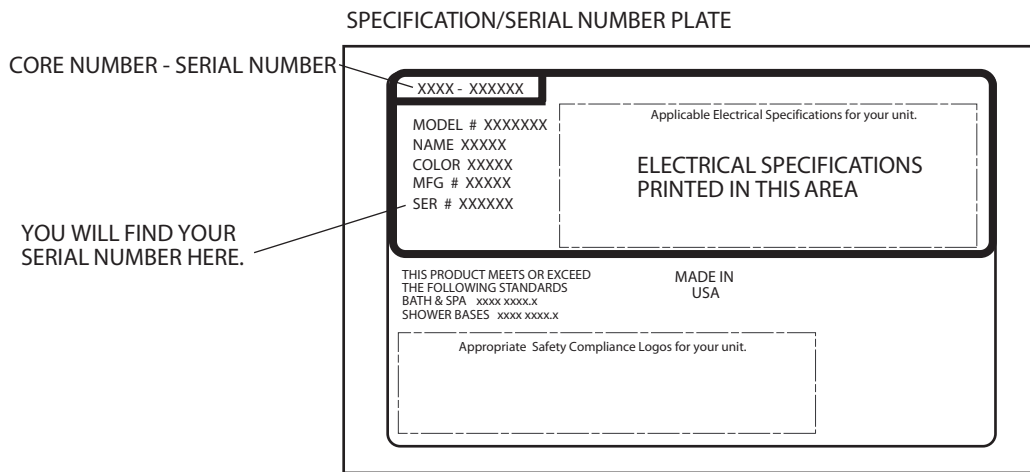 SPECIFICATION/SERIAL NUMBER PLATE
CORE NUMBER - SERIAL NUMBER
XXXX - XXXXXX
MODEL # XXXXXXX
NAME XXXXX
COLOR XXXXX
MFG # XXXXX
SER # XXXXXX
Applicable Electrical Specifications for your unit.
ELECTRICAL SPECIFICATIONS
PRINTED IN THIS AREA
YOU WILL FIND YOUR
SERIAL NUMBER HERE.
THIS PRODUCT MEETS OR EXCEED
THE FOLLOWING STANDARDS
BATH & SPA xxxx xxxx.x
SHOWER BASES xxxx xxxx.x
MADE IN
USA
Appropriate Safety Compliance Logos for your unit.